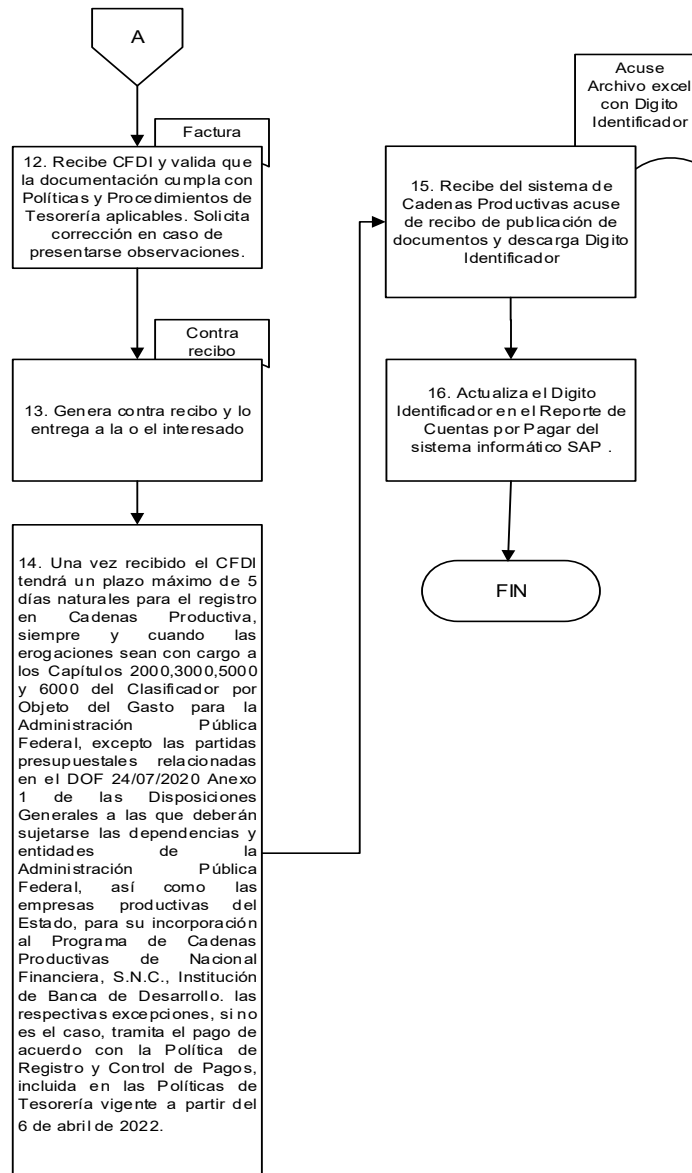 A
Factura
12. Recibe CFDI y valida que
la documentación cumpla con
Políticas y Procedimientos de
Tesorería aplicables. Solicita
corrección en caso de
presentarse observaciones.
Contra
recibo
13. Genera contra recibo y lo
entrega a la o el interesado
14. Una vez recibido el CFDI
tendrá un plazo máximo de 5
días naturales para el registro
en Cadenas Productiva,
siempre y cuando las
erogaciones sean con cargo a
los Capítulos 2000,3000,5000
y 6000 del Clasificador por
Objeto del Gasto para la
Administración Pública
Federal, excepto las partidas
presupuestales relacionadas
en el DOF 24/07/2020 Anexo
1 de las Disposiciones
Generales a las que deberán
sujetarse las dependencias y
entidades de la
Administración Pública
Federal, así como las
empresas productivas del
Estado, para su incorporación
al Programa de Cadenas
Productivas de Nacional
Financiera, S.N.C., Institución
de Banca de Desarrollo. las
respectivas excepciones, si no
es el caso, tramita el pago de
acuerdo con la Política de
Registro y Control de Pagos,
incluida en las Políticas de
Tesorería vigente a partir del
6 de abril de 2022.
Acuse
Archivo excel
con Digito
Identificador
15. Recibe del sistema de
Cadenas Productivas acuse
de recibo de publicación de
documentos y descarga Digito
Identificador
16. Actualiza el Digito
Identificador en el Reporte de
Cuentas por Pagar del
sistema informático SAP .
FIN